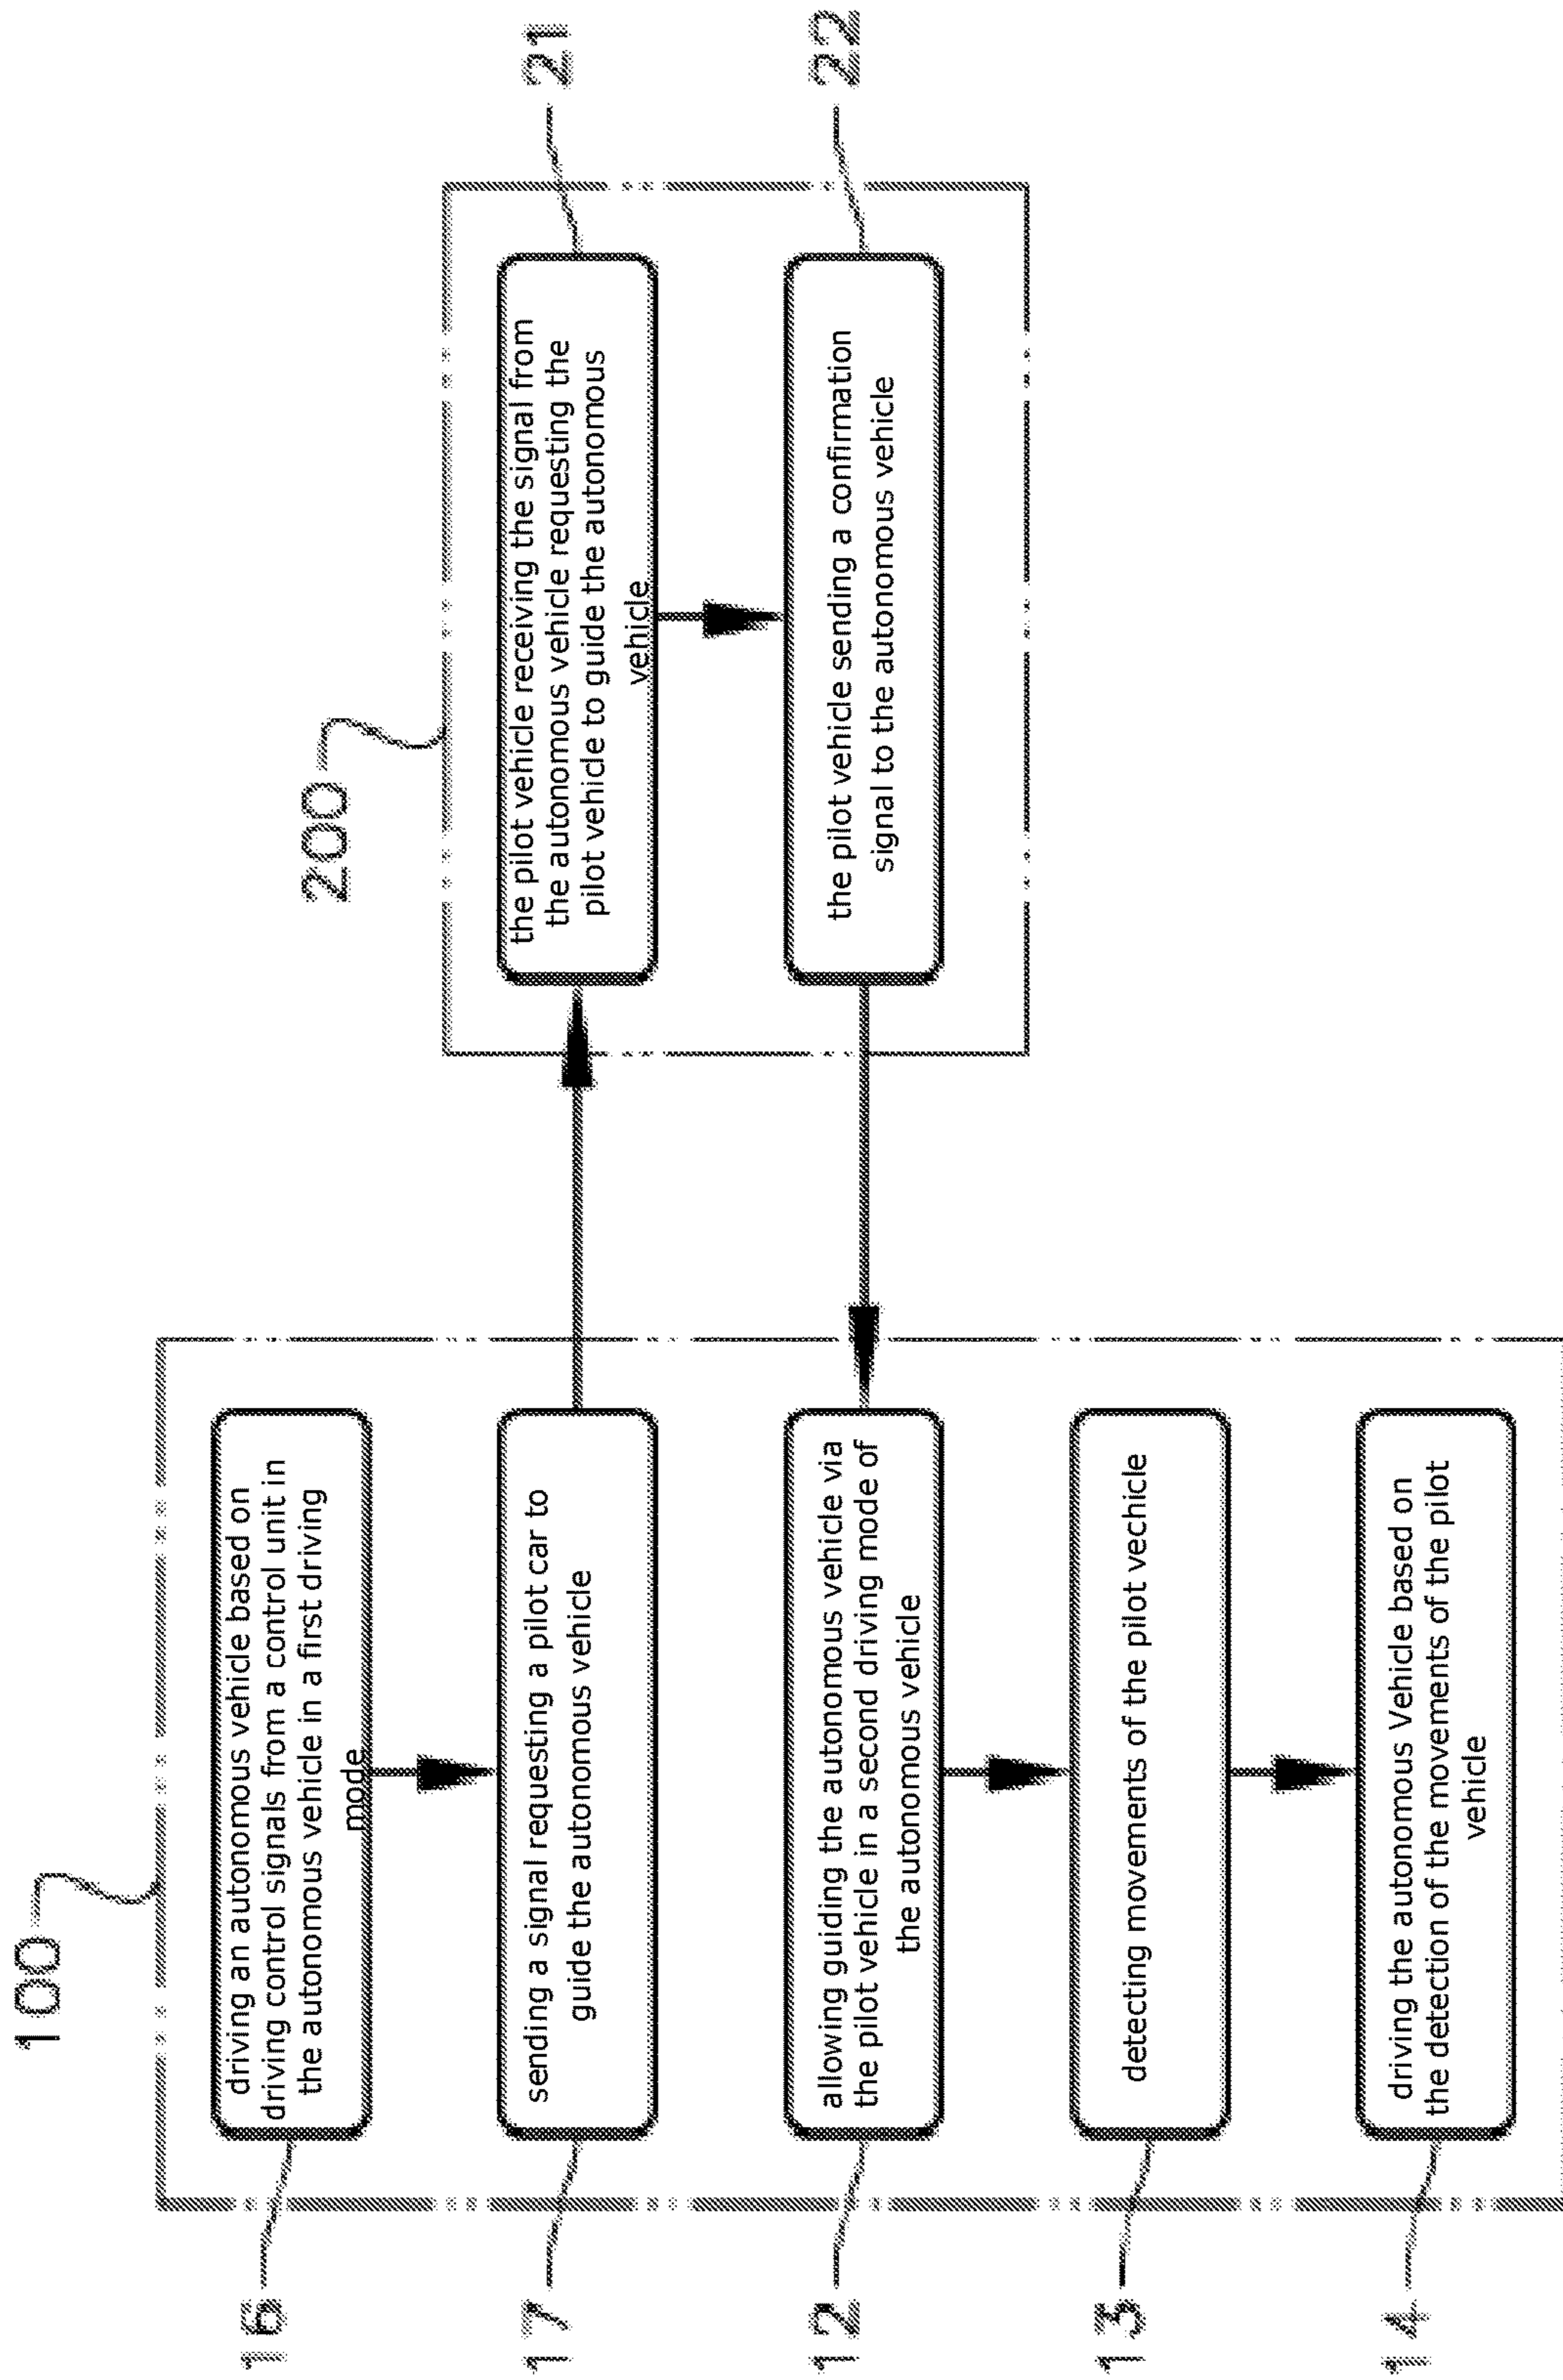 100
16
driving an autonomous vehicle based on
driving control signals from a control unit in
the autonomous vehicle in a first driving
mode
17
sending a signal requesting a pilot car to
guide the autonomous vehicle
12
allowing guiding the autonomous vehicle via
the pilot vehicle in a second driving mode of
the autonomous vehicle
13
detecting movements of the pilot vechicle
14
driving the autonomous Vehicle based on
the detection of the movements of the pilot
vehicle
200
21
the pilot vehicle receiving the signal from
the autonomous vehicle requesting the
pilot vehicle to guide the autonomous
vehicle
22
the pilot vehicle sending a confirmation
signal to the autonomous vehicle